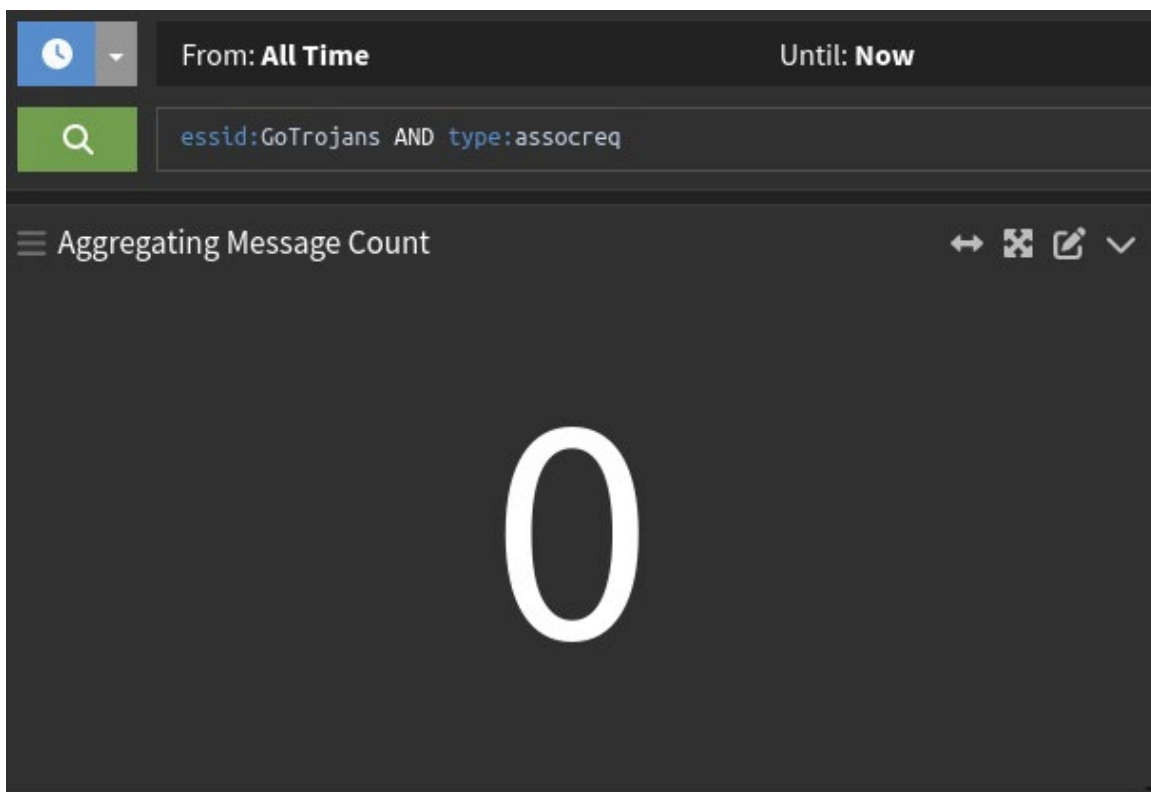 From: All Time Until: Now
essid:GoTrojans AND type:assocreq
Aggregating Message Count
0